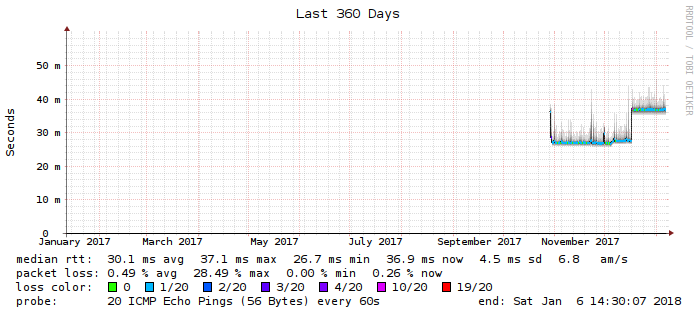 Last 360 Days
RRDTOOL / TOBI OETIKER
Seconds
50 m
40 m
30 m
20 m
10 m
0
January 2017 March 2017 May 2017 July 2017 September 2017 November 2017
median rtt: 30.1 ms avg 37.1 ms max 26.7 ms min 36.9 ms now 4.5 ms sd 6.8 am/s
packet loss: 0.49 % avg 28.49 % max 0.00 % min 0.26 % now
loss color: 0 1/20 2/20 3/20 4/20 10/20 19/20
probe: 20 ICMP Echo Pings (56 Bytes) every 60s end: Sat Jan 6 14:30:07 2018